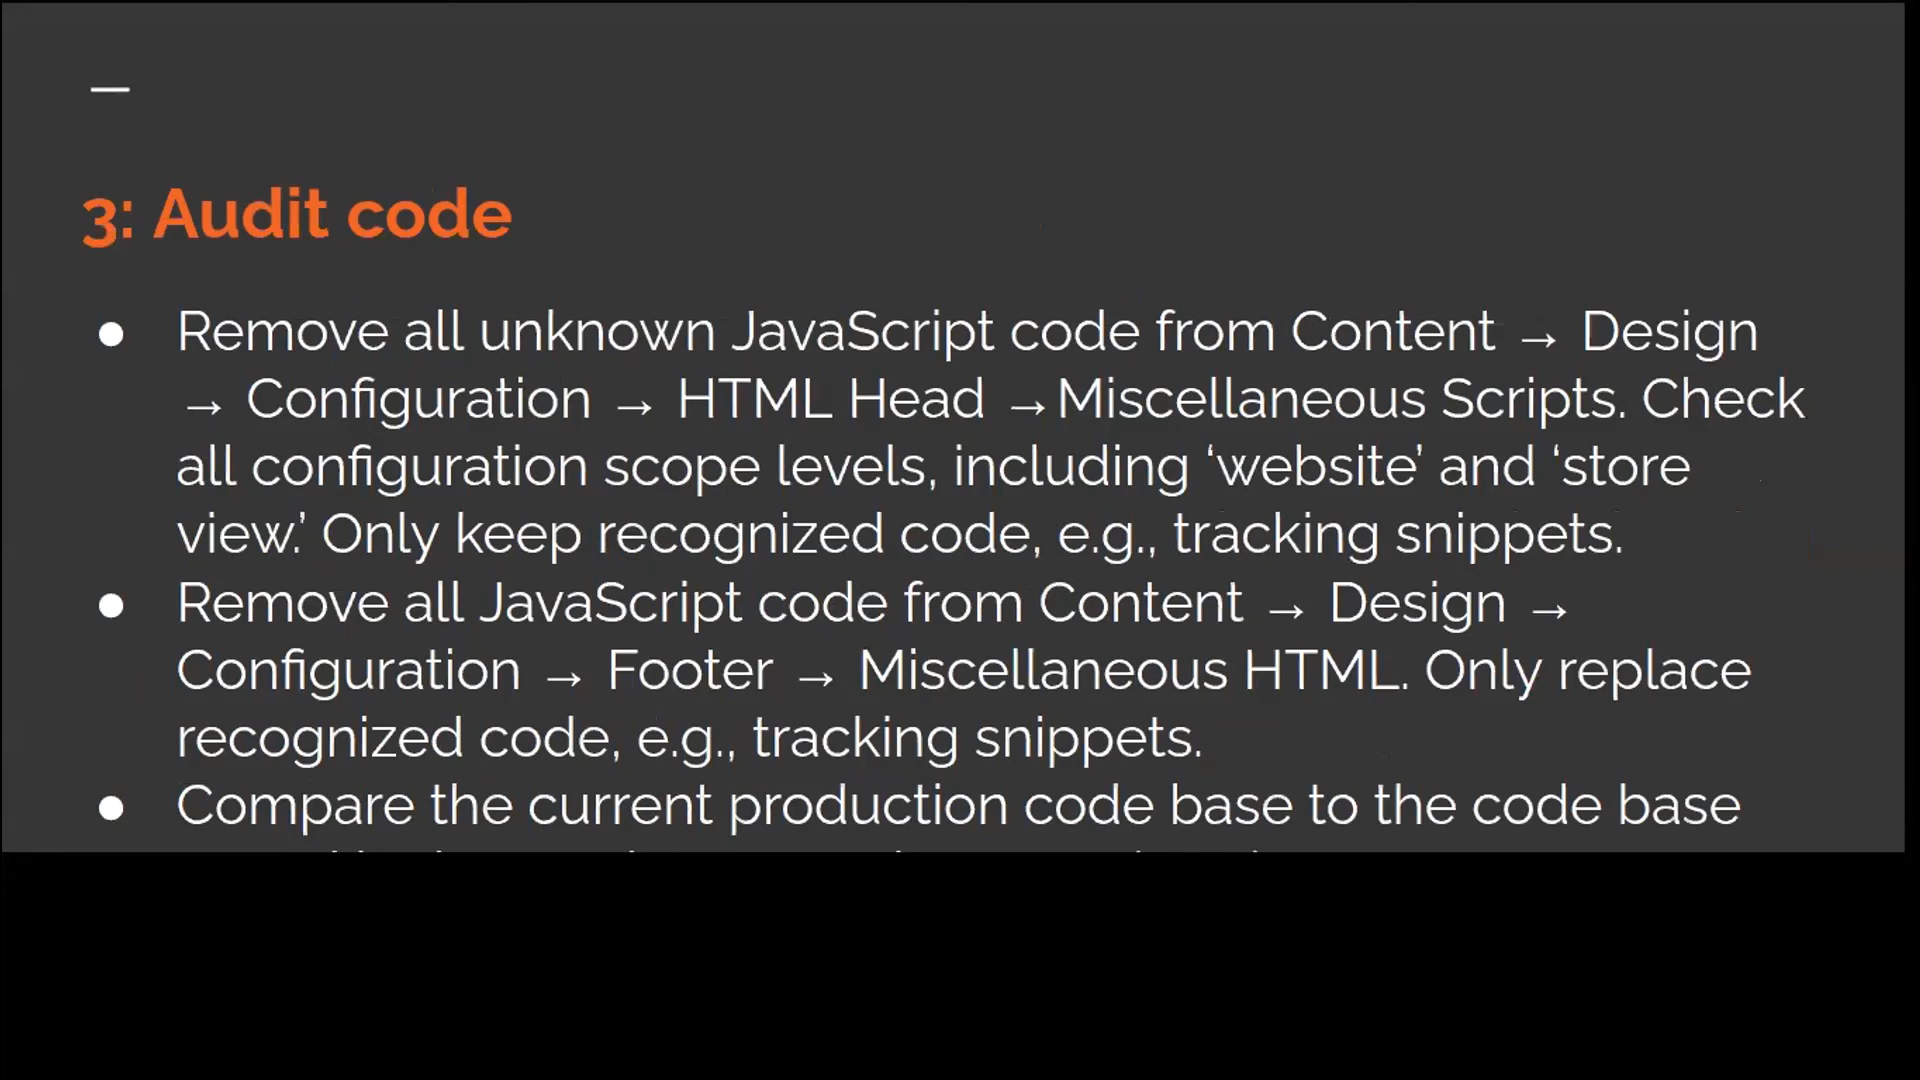 3: Audit code
● Remove all unknown JavaScript code from Content → Design
→ Configuration → HTML Head →Miscellaneous Scripts. Check
all configuration scope levels, including ‘website’ and ‘store
view.’ Only keep recognized code, e.g., tracking snippets.
● Remove all JavaScript code from Content → Design →
Configuration → Footer → Miscellaneous HTML. Only replace
recognized code, e.g., tracking snippets.
● Compare the current production code base to the code base